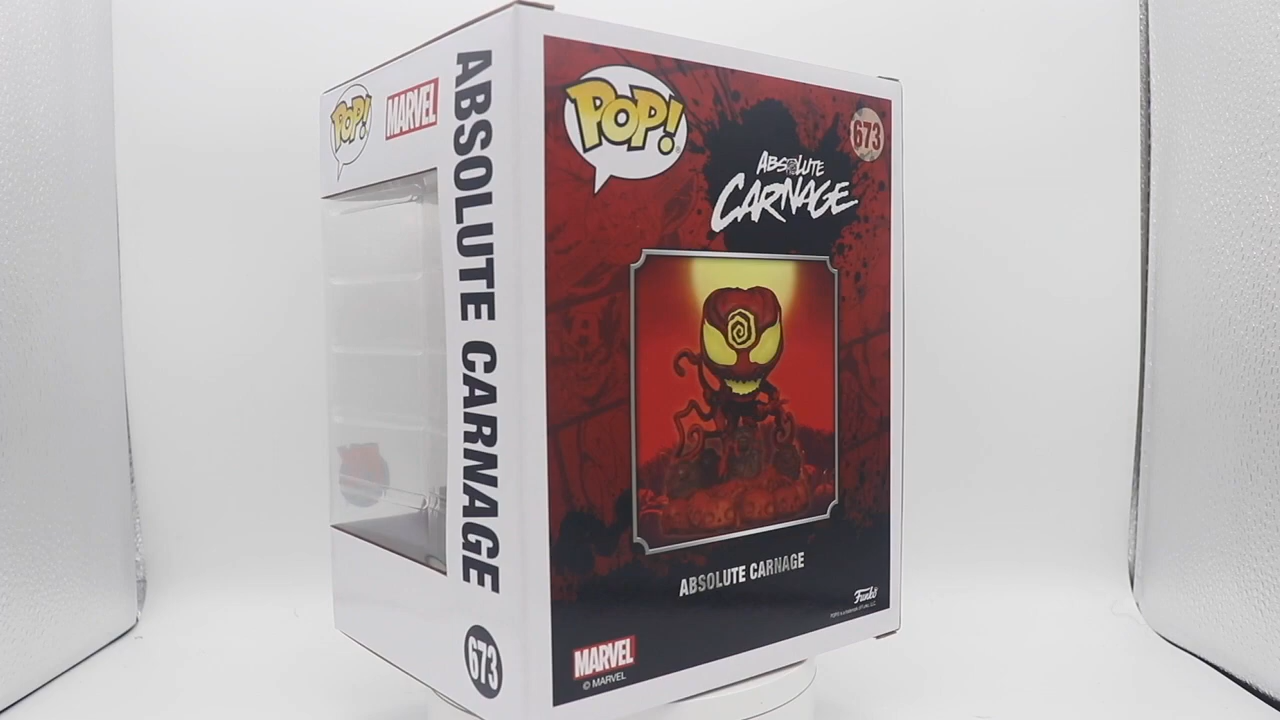 POP!
MARVEL
ABSOLUTE CARNAGE
673
POP!
673
ABSOLUTE
CARNAGE
ABSOLUTE CARNAGE
Funko
MARVEL
© MARVEL